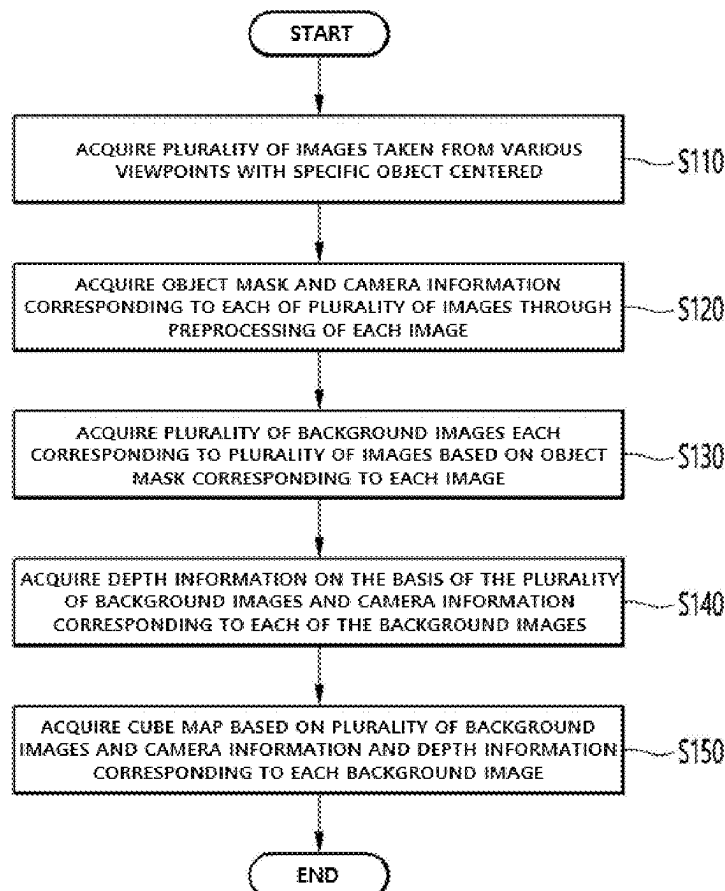 START
ACQUIRE PLURALITY OF IMAGES TAKEN FROM VARIOUS
VIEWPOINTS WITH SPECIFIC OBJECT CENTERED
S110
ACQUIRE OBJECT MASK AND CAMERA INFORMATION
CORRESPONDING TO EACH OF PLURALITY OF IMAGES THROUGH
PREPROCESSING OF EACH IMAGE
S120
ACQUIRE PLURALITY OF BACKGROUND IMAGES EACH
CORRESPONDING TO PLURALITY OF IMAGES BASED ON OBJECT
MASK CORRESPONDING TO EACH IMAGE
S130
ACQUIRE DEPTH INFORMATION ON THE BASIS OF THE PLURALITY
OF BACKGROUND IMAGES AND CAMERA INFORMATION
CORRESPONDING TO EACH OF THE BACKGROUND IMAGES
S140
ACQUIRE CUBE MAP BASED ON PLURALITY OF BACKGROUND
IMAGES AND CAMERA INFORMATION AND DEPTH INFORMATION
CORRESPONDING TO EACH BACKGROUND IMAGE
S150
END